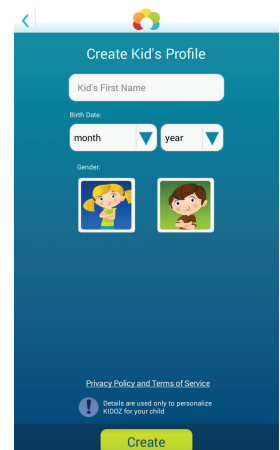 Create Kid's Profile
Kid's First Name
Birth Date:
month year
Gender:
Privacy Policy and Terms of Service
Details are used only to personalize
KIDOZ for your child
Create